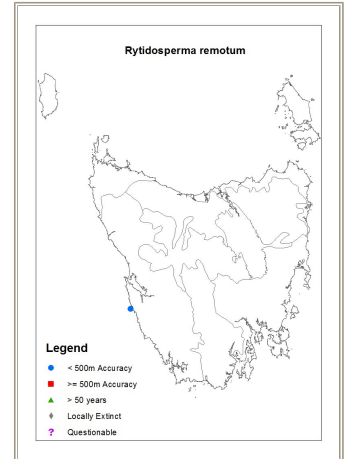 Rytidosperma remotum
Legend
< 500m Accuracy
>= 500m Accuracy
> 50 years
Locally Extinct
? Questionable